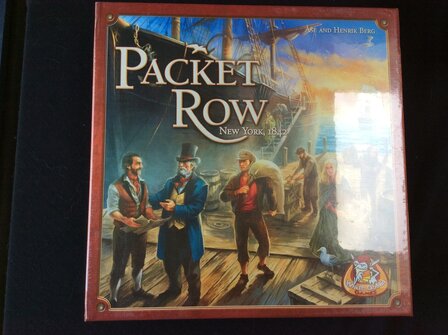 Åse and Henrik Berg
Packet
Row
New York, 1842